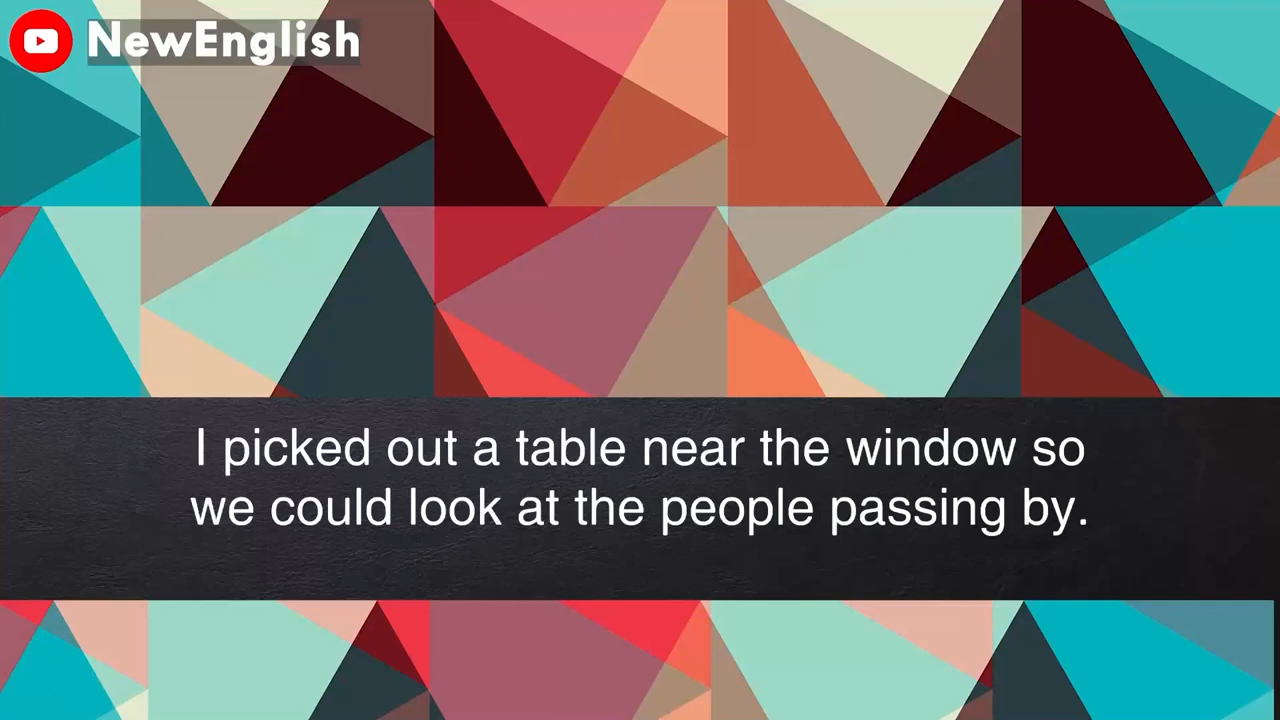 NewEnglish
I picked out a table near the window so
we could look at the people passing by.